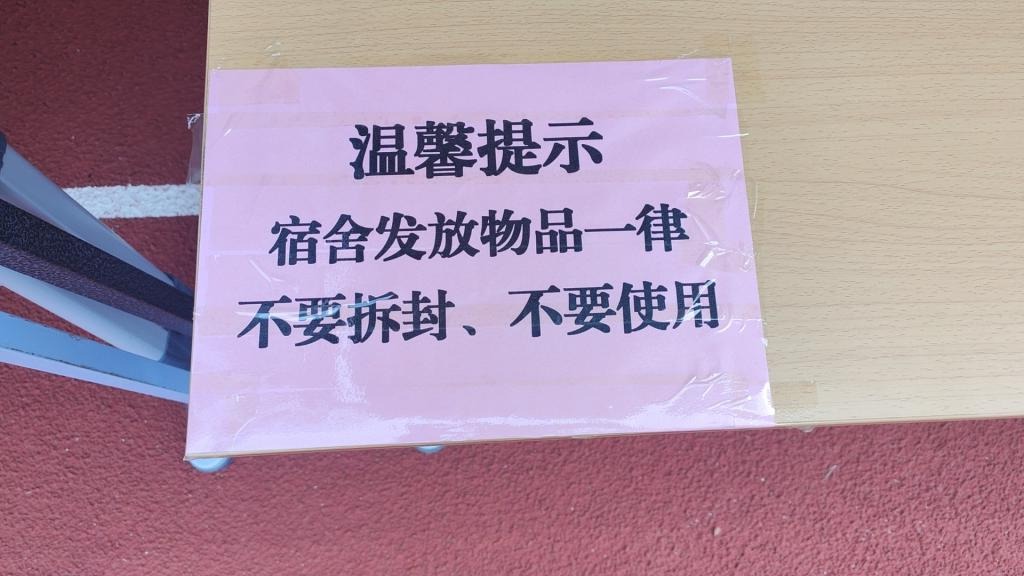 温馨提示
宿舍发放物品一律
不要拆封、不要使用